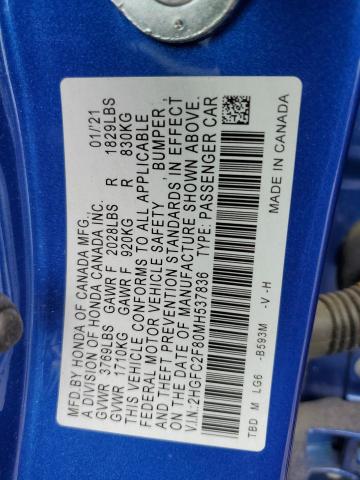 MFD.BY HONDA OF CANADA MFG., 01/21
A DIVISION OF HONDA CANADA INC.
GVWR 3769LBS GAWR F 2028LBS R 1829LBS
GVWR 1710KG GAWR F 920KG R 830KG
THIS VEHICLE CONFORMS TO ALL APPLICABLE
FEDERAL MOTOR VEHICLE SAFETY, BUMPER,
AND THEFT PREVENTION STANDARDS IN EFFECT
ON THE DATE OF MANUFACTURE SHOWN ABOVE.
V.IN:2HGFC2F80MH537836 TYPE: PASSENGER CAR
TBD M LG6 -B593M -V-H
MADE IN CANADA